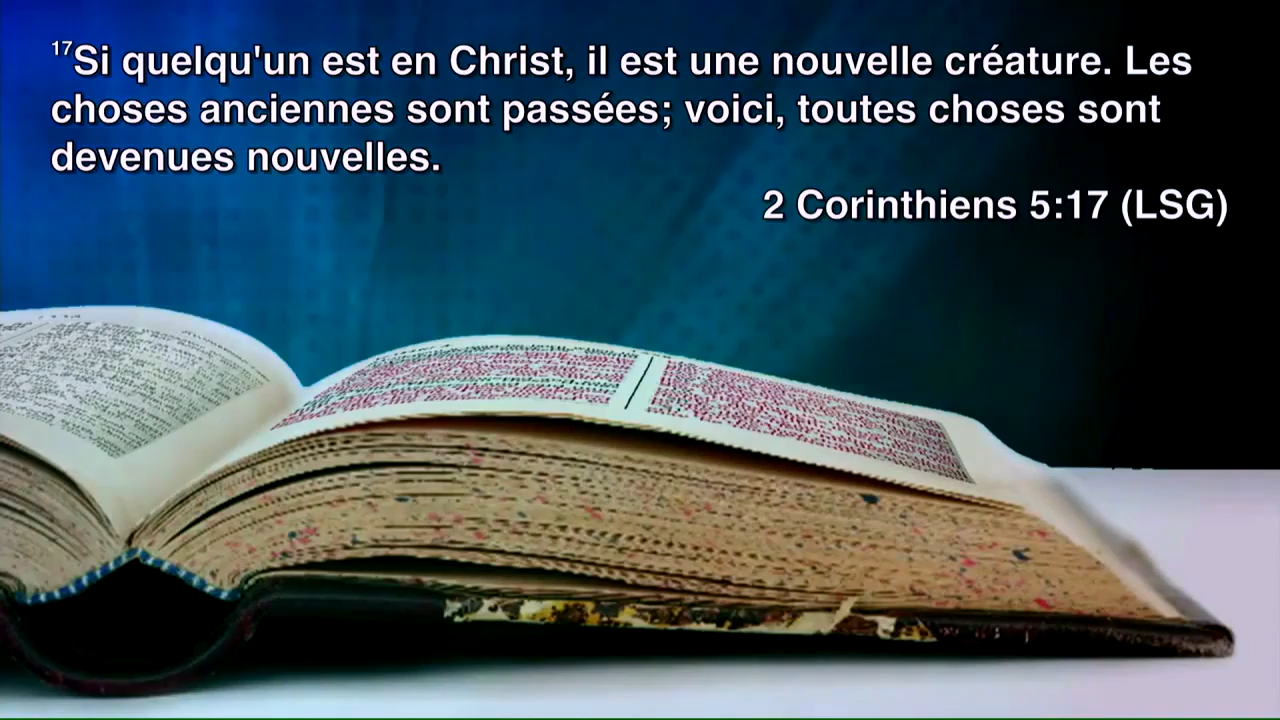 17Si quelqu'un est en Christ, il est une nouvelle créature. Les
choses anciennes sont passées; voici, toutes choses sont
devenues nouvelles.
2 Corinthiens 5:17 (LSG)